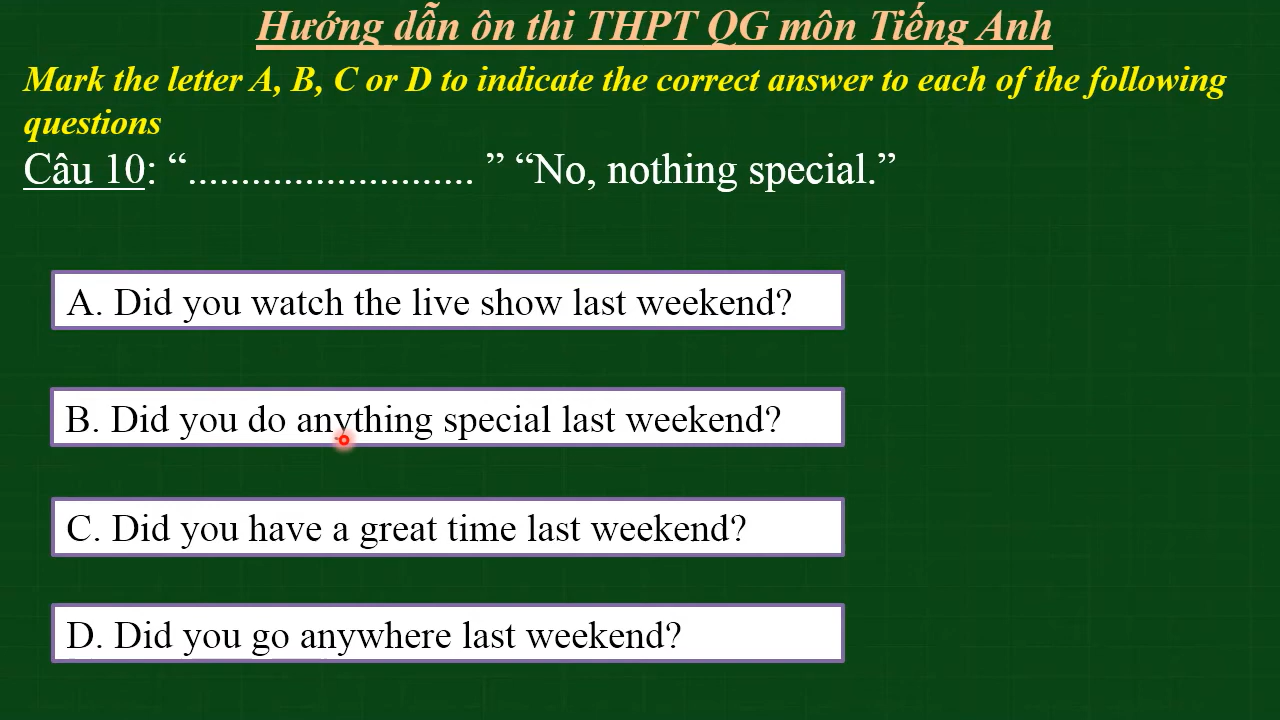 Hướng dẫn ôn thi THPT QG môn Tiếng Anh
Mark the letter A, B, C or D to indicate the correct answer to each of the following
questions
Câu 10: “........................... ” “No, nothing special.”
A. Did you watch the live show last weekend?
B. Did you do anything special last weekend?
C. Did you have a great time last weekend?
D. Did you go anywhere last weekend?